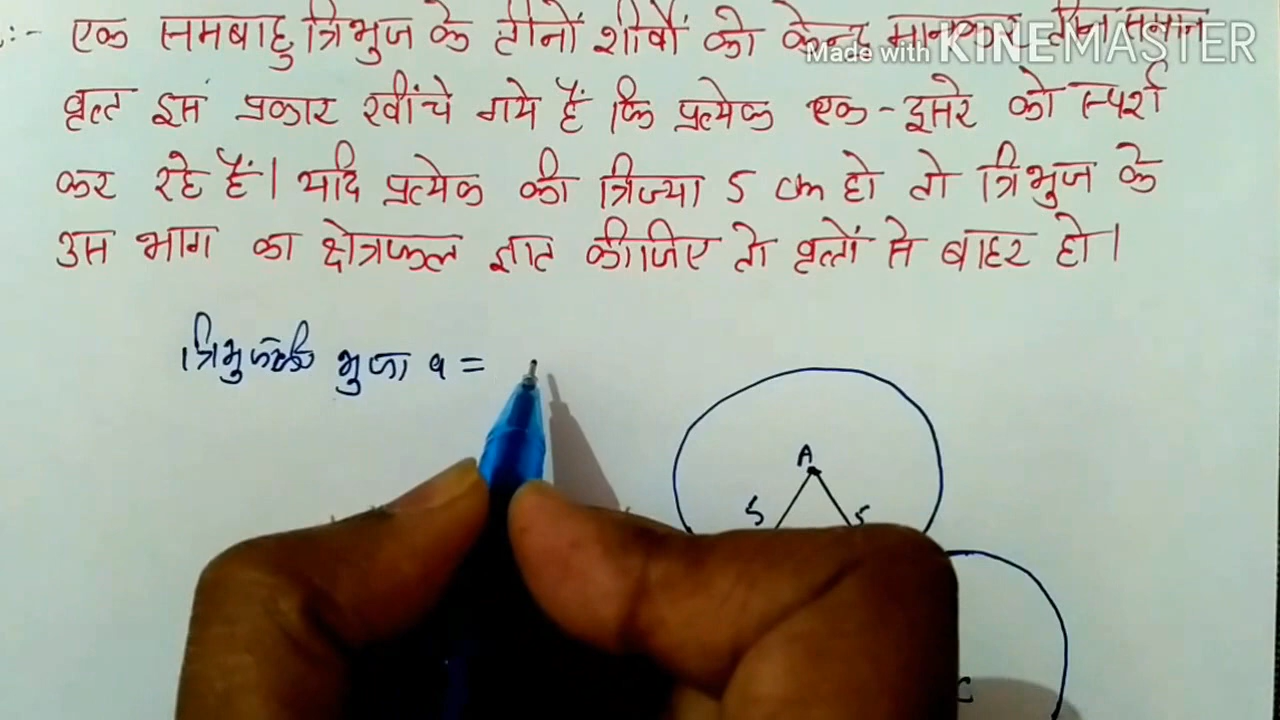 :- एक समबाहु त्रिभुज के तीनों शीर्षों को केन्द्र मानकर तीन समान
Made with KINEMASTER
वृत्त इस प्रकार खींचे गये हैं कि प्रत्येक एक-दूसरे को स्पर्श
कर रहे हैं। यदि प्रत्येक की त्रिज्या 5 cm हो तो त्रिभुज के
उस भाग का क्षेत्रफल ज्ञात कीजिए जो वृत्तों से बाहर हो।
त्रिभुज की भुजा a =
A
5 5
C